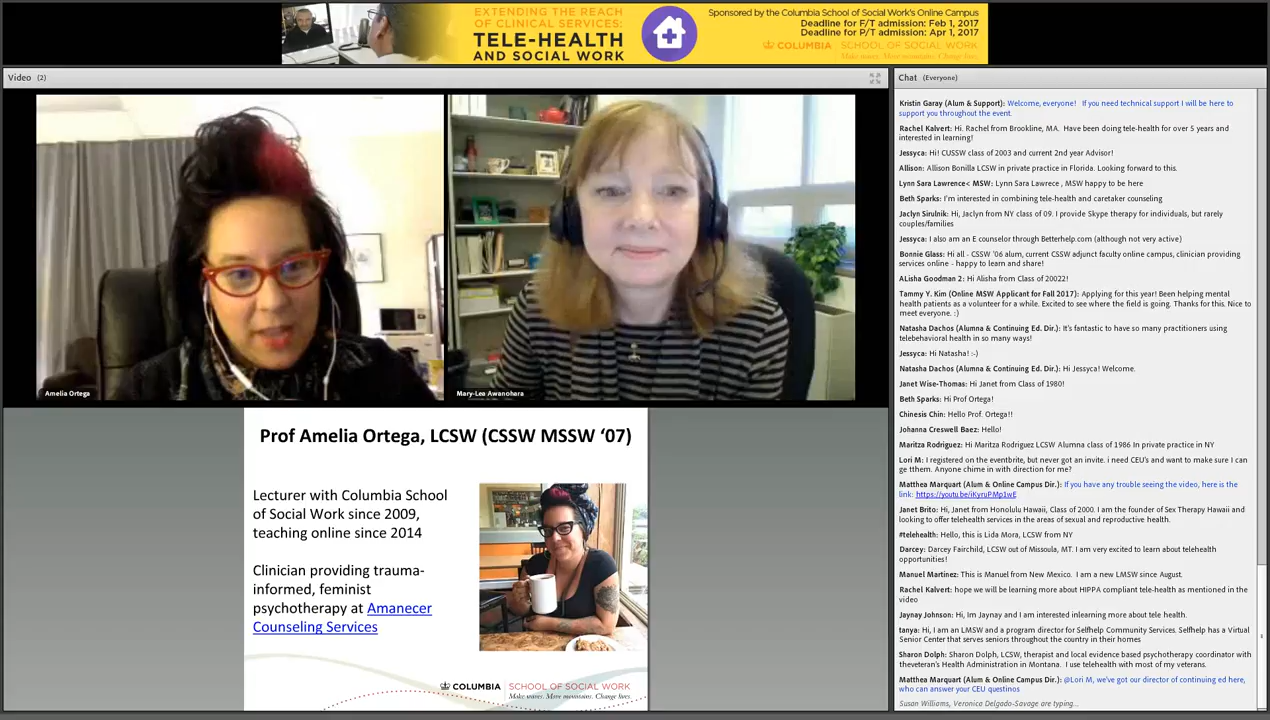 EXTENDING THE REACH
OF CLINICAL SERVICES:
TELE-HEALTH
AND SOCIAL WORK
Sponsored by the Columbia School of Social Work's Online Campus
Deadline for F/T admission: Feb 1, 2017
Deadline for P/T admission: Apr 1, 2017
COLUMBIA SCHOOL OF SOCIAL WORK
Make waves. Move mountains. Change lives.
Video (2)
Amelia Ortega
Mary-Lea Awanohara
Prof Amelia Ortega, LCSW (CSSW MSSW ‘07)
Lecturer with Columbia School
of Social Work since 2009,
teaching online since 2014
Clinician providing trauma-
informed, feminist
psychotherapy at Amanecer
Counseling Services
COLUMBIA SCHOOL OF SOCIAL WORK
Make waves. Move mountains. Change lives.
Chat (Everyone)
Kristin Garay (Alum & Support): Welcome, everyone! If you need technical support I will be here to
support you throughout the event.
Rachel Kalvert: Hi. Rachel from Brookline, MA. Have been doing tele-health for over 5 years and
interested in learning!
Jessyca: Hi! CUSSW class of 2003 and current 2nd year Advisor!
Allison: Allison Bonilla LCSW in private practice in Florida. Looking forward to this.
Lynn Sara Lawrence< MSW: Lynn Sara Lawrece , MSW happy to be here
Beth Sparks: I'm interested in combining tele-health and caretaker counseling
Jaclyn Sirulnik: Hi, Jaclyn from NY class of 09. I provide Skype therapy for individuals, but rarely
couples/families
Jessyca: I also am an E counselor through Betterhelp.com (although not very active)
Bonnie Glass: Hi all - CSSW '06 alum, current CSSW adjunct faculty online campus, clinician providing
services online - happy to learn and share!
ALisha Goodman 2: Hi Alisha from Class of 20022!
Tammy Y. Kim (Online MSW Applicant for Fall 2017): Applying for this year! Been helping mental
health patients as a volunteer for a while. Excited to see where the field is going. Thanks for this. Nice to
meet everyone. :)
Natasha Dachos (Alumna & Continuing Ed. Dir.): It's fantastic to have so many practitioners using
telebehavioral health in so many ways!
Jessyca: Hi Natasha! :-)
Natasha Dachos (Alumna & Continuing Ed. Dir.): Hi Jessyca! Welcome.
Janet Wise-Thomas: Hi Janet from Class of 1980!
Beth Sparks: Hi Prof Ortega!
Chinesis Chin: Hello Prof. Ortega!!
Johanna Creswell Baez: Hello!
Maritza Rodriguez: Hi Maritza Rodriguez LCSW Alumna class of 1986 In private practice in NY
Lori M: I registered on the eventbrite, but never got an invite. i need CEU's and want to make sure I can
ge tthem. Anyone chime in with direction for me?
Matthea Marquart (Alum & Online Campus Dir.): If you have any trouble seeing the video, here is the
link: https://youtu.be/iKyruPMp1wE
Janet Brito: Hi, Janet from Honolulu Hawaii, Class of 2000. I am the founder of Sex Therapy Hawaii and
looking to offer telehealth services in the areas of sexual and reproductive health.
#telehealth: Hello, this is Lida Mora, LCSW from NY
Darcey: Darcey Fairchild, LCSW out of Missoula, MT. I am very excited to learn about telehealth
opportunities!
Manuel Martinez: This is Manuel from New Mexico. I am a new LMSW since August.
Rachel Kalvert: hope we will be learning more about HIPPA compliant tele-health as mentioned in the
video
Jaynay Johnson: Hi, Im Jaynay and I am interested inlearning more about tele health.
tanya: Hi, I am an LMSW and a program director for Selfhelp Community Services. Selfhelp has a Virtual
Senior Center that serves seniors throughout the country in their homes
Sharon Dolph: Sharon Dolph, LCSW, therapist and local evidence based psychotherapy coordinator with
theveteran's Health Administration in Montana. I use telehealth with most of my veterans.
Matthea Marquart (Alum & Online Campus Dir.): @Lori M, we've got our director of continuing ed here,
who can answer your CEU questinos
Susan Williams, Veronica Delgado-Savage are typing...